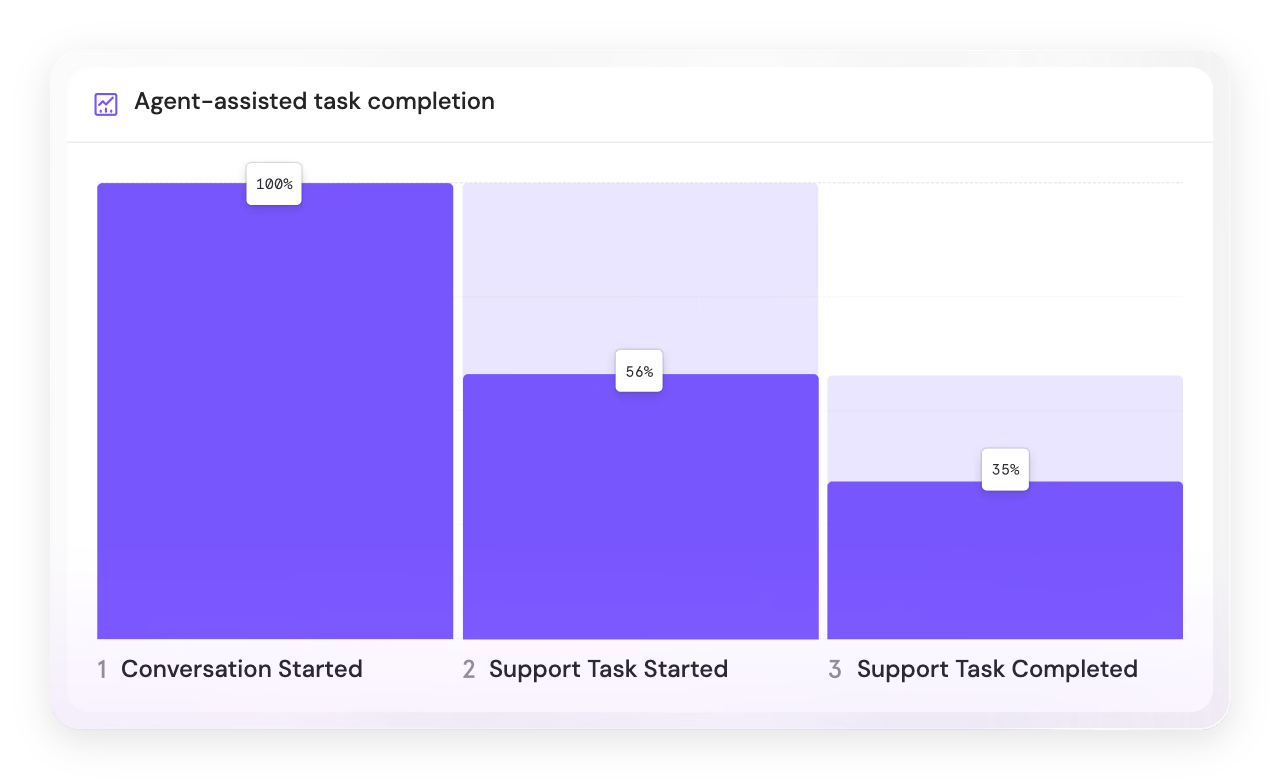 Agent-assisted task completion
100%
56%
35%
1 Conversation Started
2 Support Task Started
3 Support Task Completed